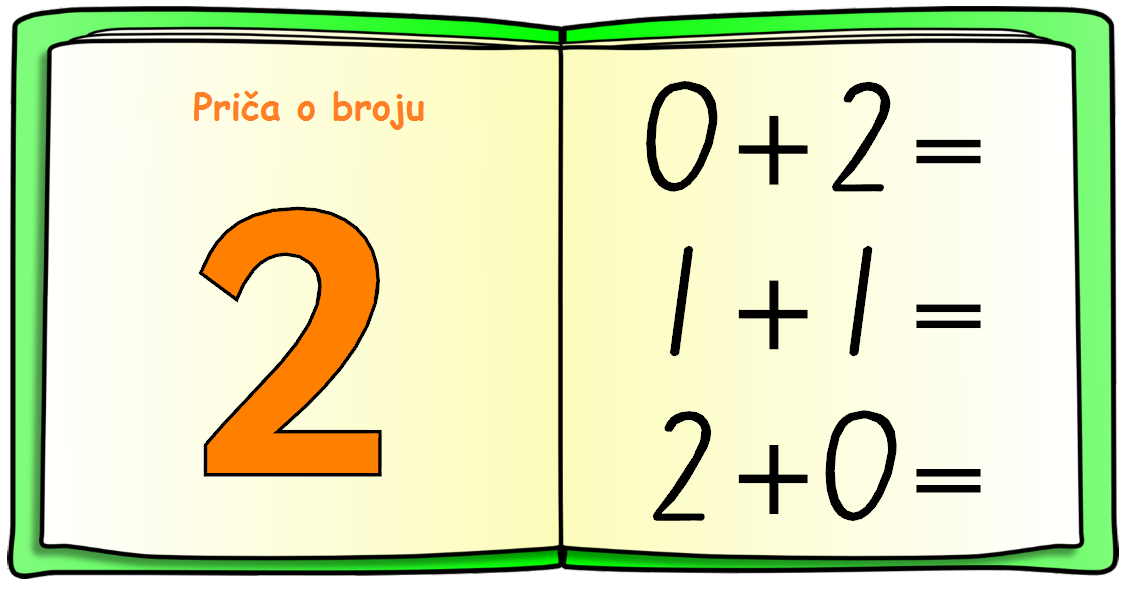 Priča o broju
2
0+2=
1+1=
2+0=